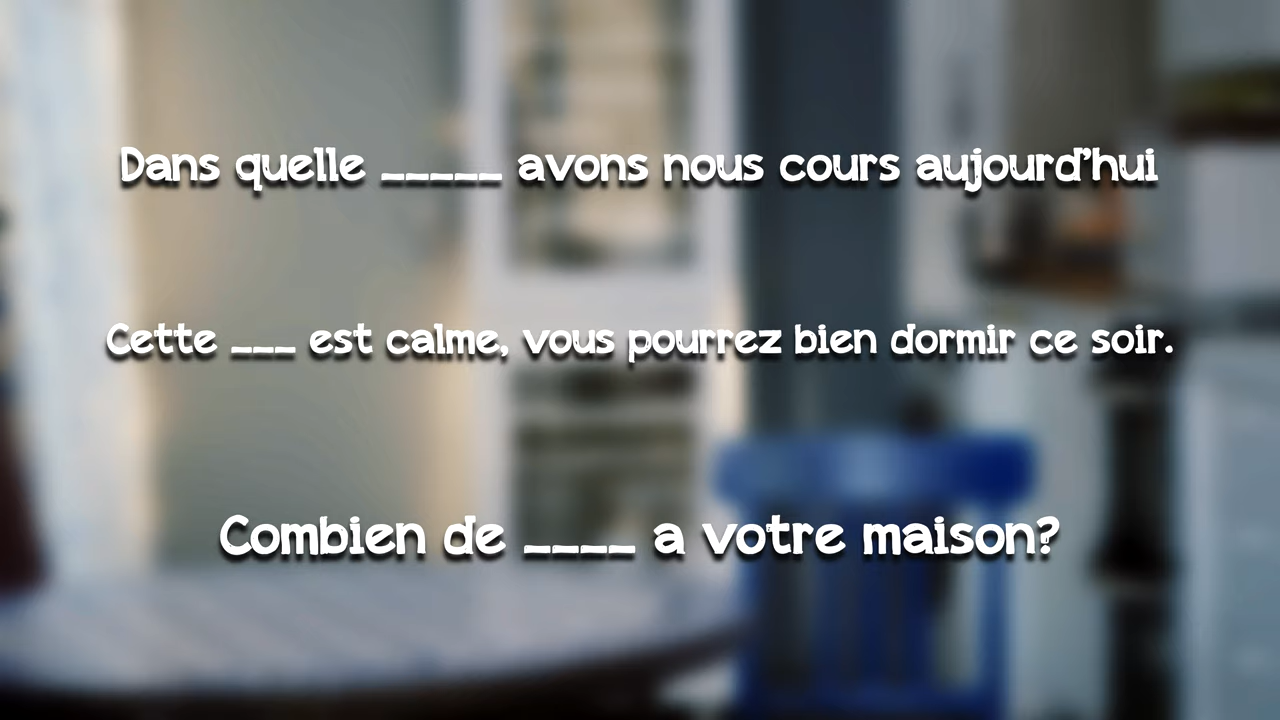 Dans quelle _____ avons nous cours aujourd'hui
Cette ___ est calme, vous pourrez bien dormir ce soir.
Combien de ____ a votre maison?